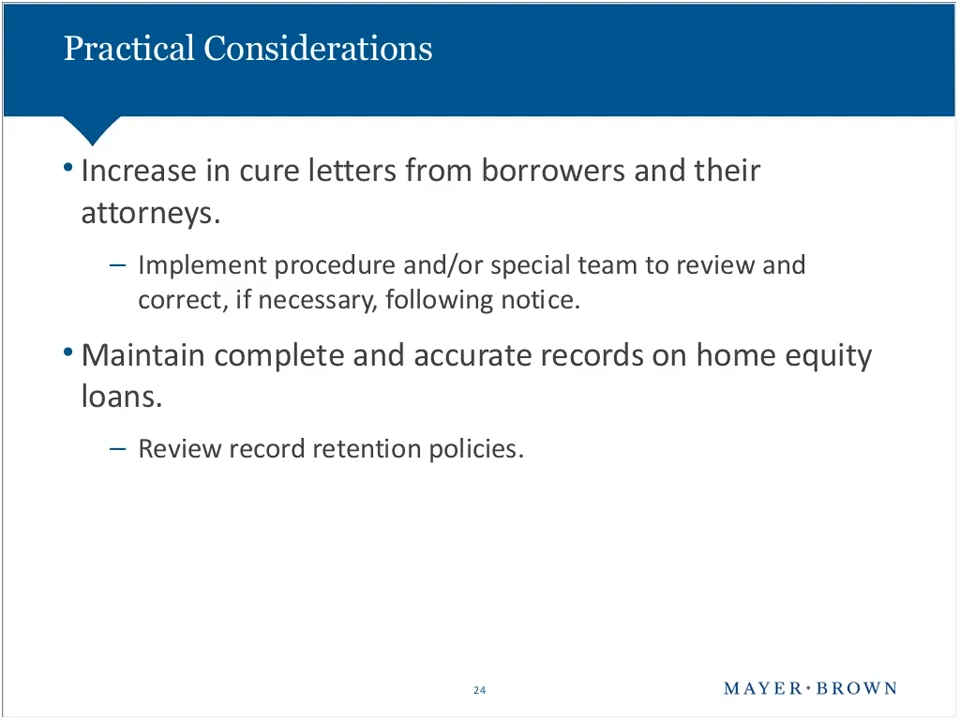 Practical Considerations
• Increase in cure letters from borrowers and their
attorneys.
– Implement procedure and/or special team to review and
correct, if necessary, following notice.
• Maintain complete and accurate records on home equity
loans.
– Review record retention policies.
24
MAYER • BROWN